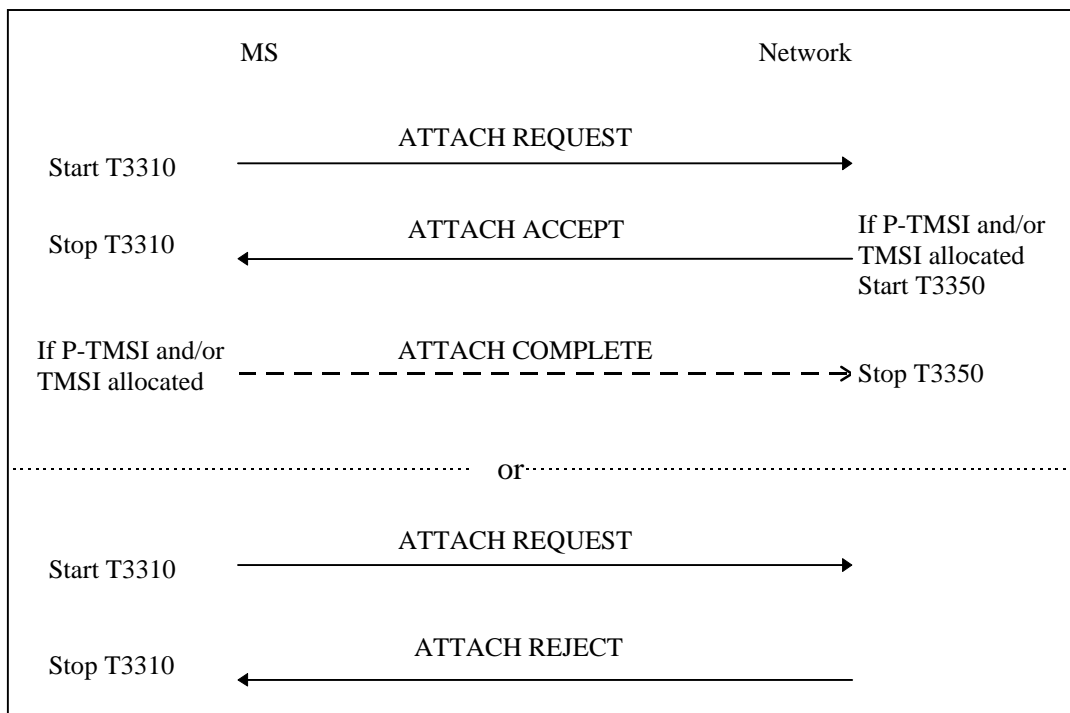 MS
Network
ATTACH REQUEST
Start T3310
ATTACH ACCEPT
Stop T3310
If P-TMSI and/or
TMSI allocated
Start T3350
If P-TMSI and/or
TMSI allocated
ATTACH COMPLETE
Stop T3350
or
ATTACH REQUEST
Start T3310
ATTACH REJECT
Stop T3310